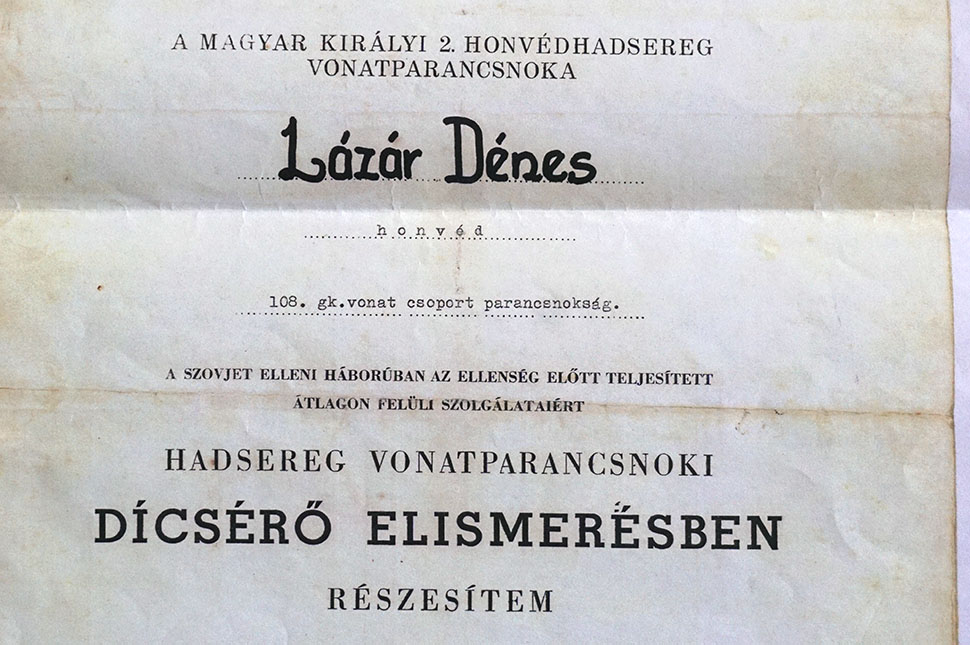 A MAGYAR KIRÁLYI 2. HONVÉDHADSEREG
VONATPARANCSNOKA
Lázár Dénes
honvéd
108. gk.vonat csoport parancsnokság.
A SZOVJET ELLENI HÁBORÚBAN AZ ELLENSÉG ELŐTT TELJESÍTETT
ÁTLAGON FELÜLI SZOLGÁLATAIÉRT
HADSEREG VONATPARANCSNOKI
DÍCSÉRŐ ELISMERÉSBEN
RÉSZESÍTEM